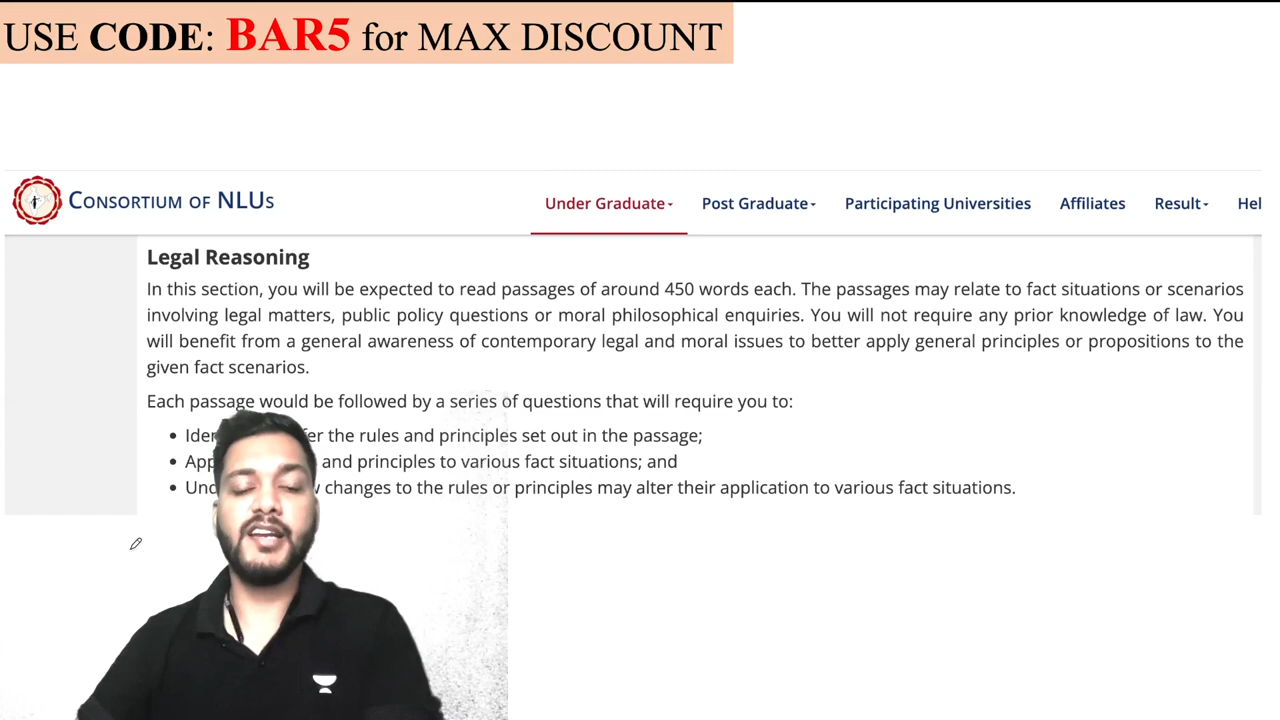 USE CODE: BAR5 for MAX DISCOUNT
CONSORTIUM OF NLUS
Under Graduate Post Graduate Participating Universities Affiliates Result Hel
Legal Reasoning
In this section, you will be expected to read passages of around 450 words each. The passages may relate to fact situations or scenarios
involving legal matters, public policy questions or moral philosophical enquiries. You will not require any prior knowledge of law. You
will benefit from a general awareness of contemporary legal and moral issues to better apply general principles or propositions to the
given fact scenarios.
Each passage would be followed by a series of questions that will require you to:
• the rules and principles set out in the passage;
• and principles to various fact situations; and
• changes to the rules or principles may alter their application to various fact situations.